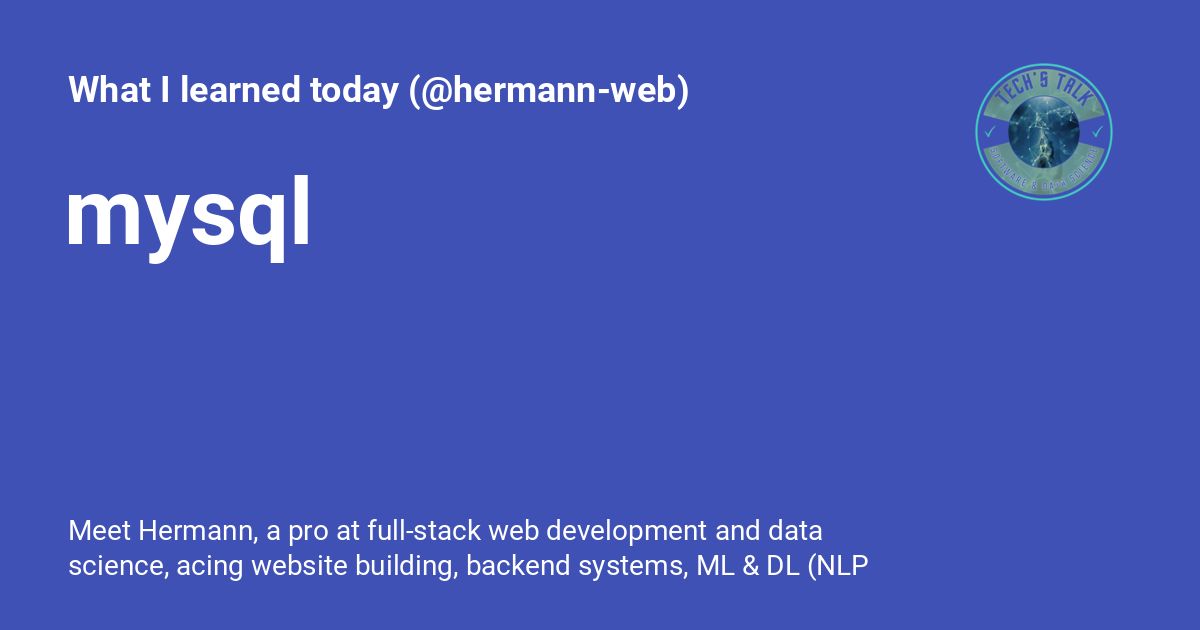 What I learned today (@hermann-web)
TECH'S TALK
SOFTWARE & DATA SCIENCE
mysql
Meet Hermann, a pro at full-stack web development and data
science, acing website building, backend systems, ML & DL (NLP